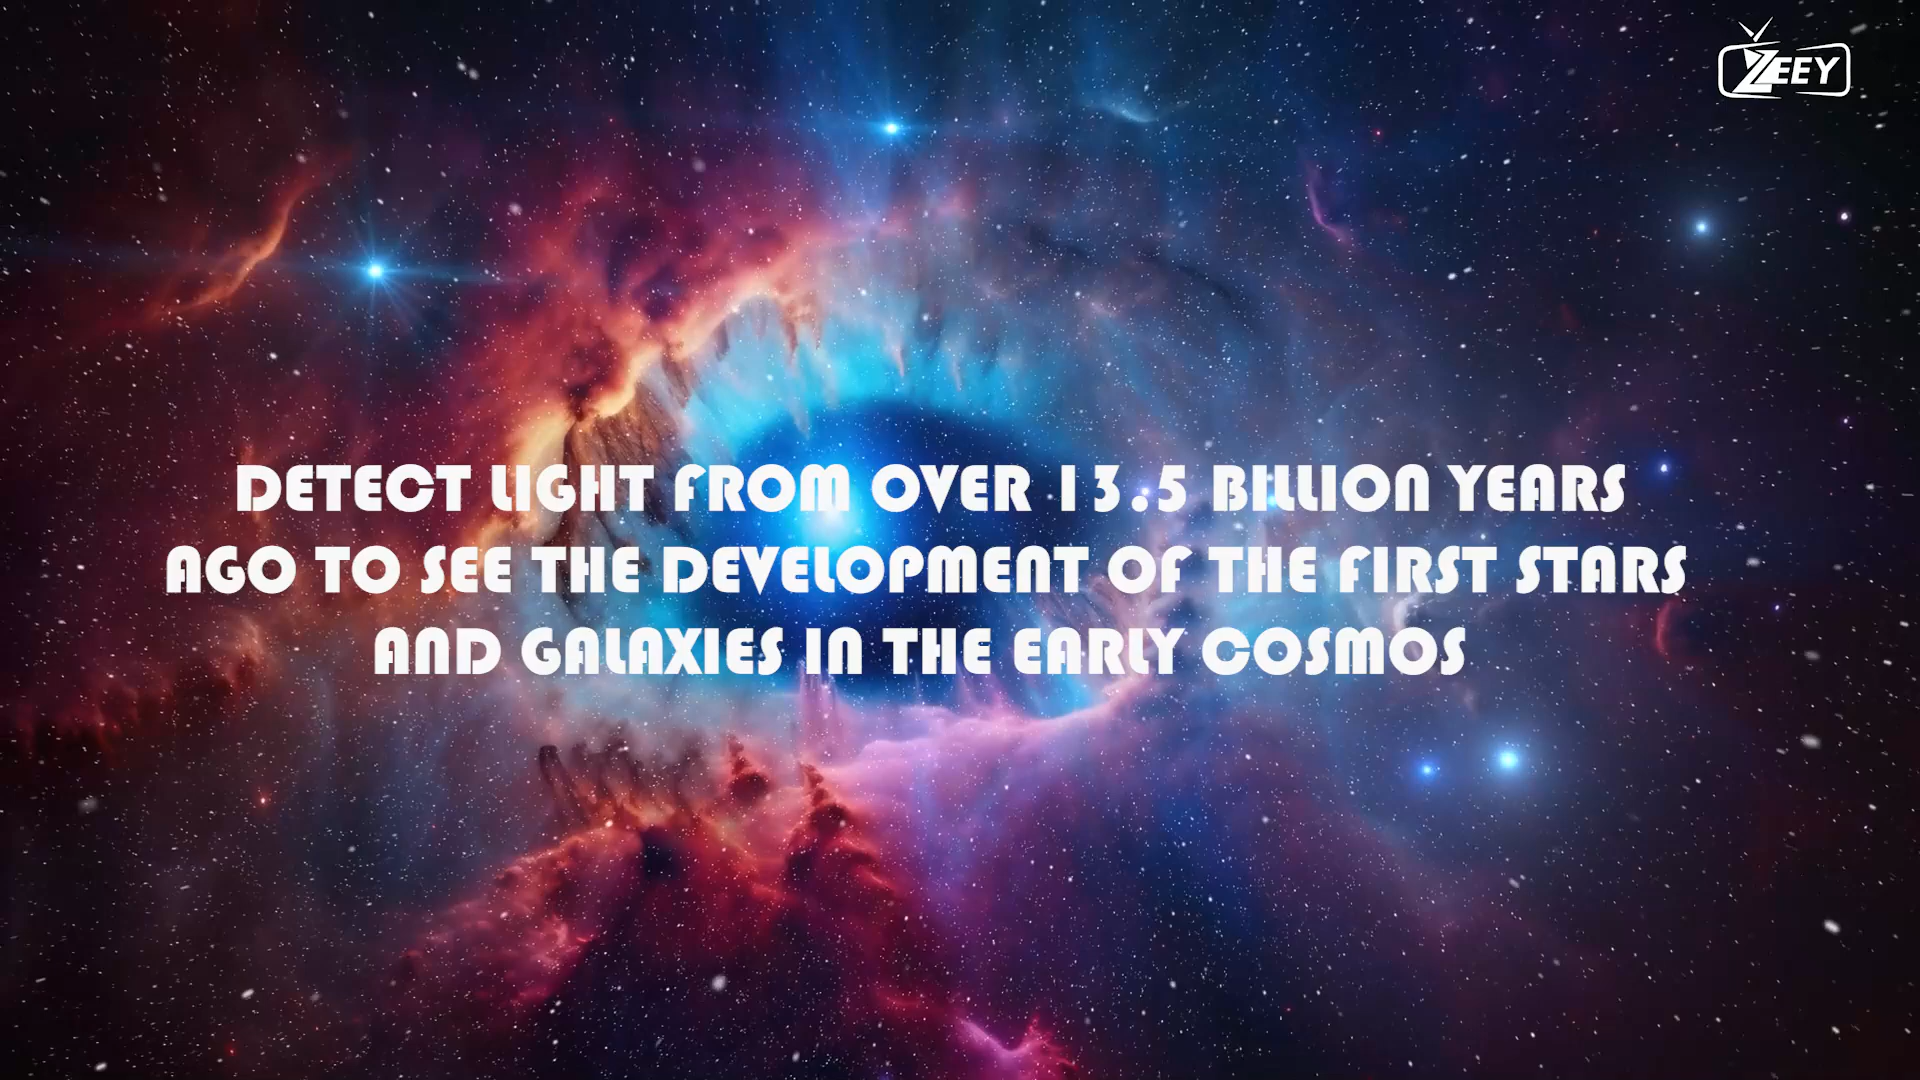 ZEEY
DETECT LIGHT FROM OVER 13.5 BILLION YEARS
AGO TO SEE THE DEVELOPMENT OF THE FIRST STARS
AND GALAXIES IN THE EARLY COSMOS